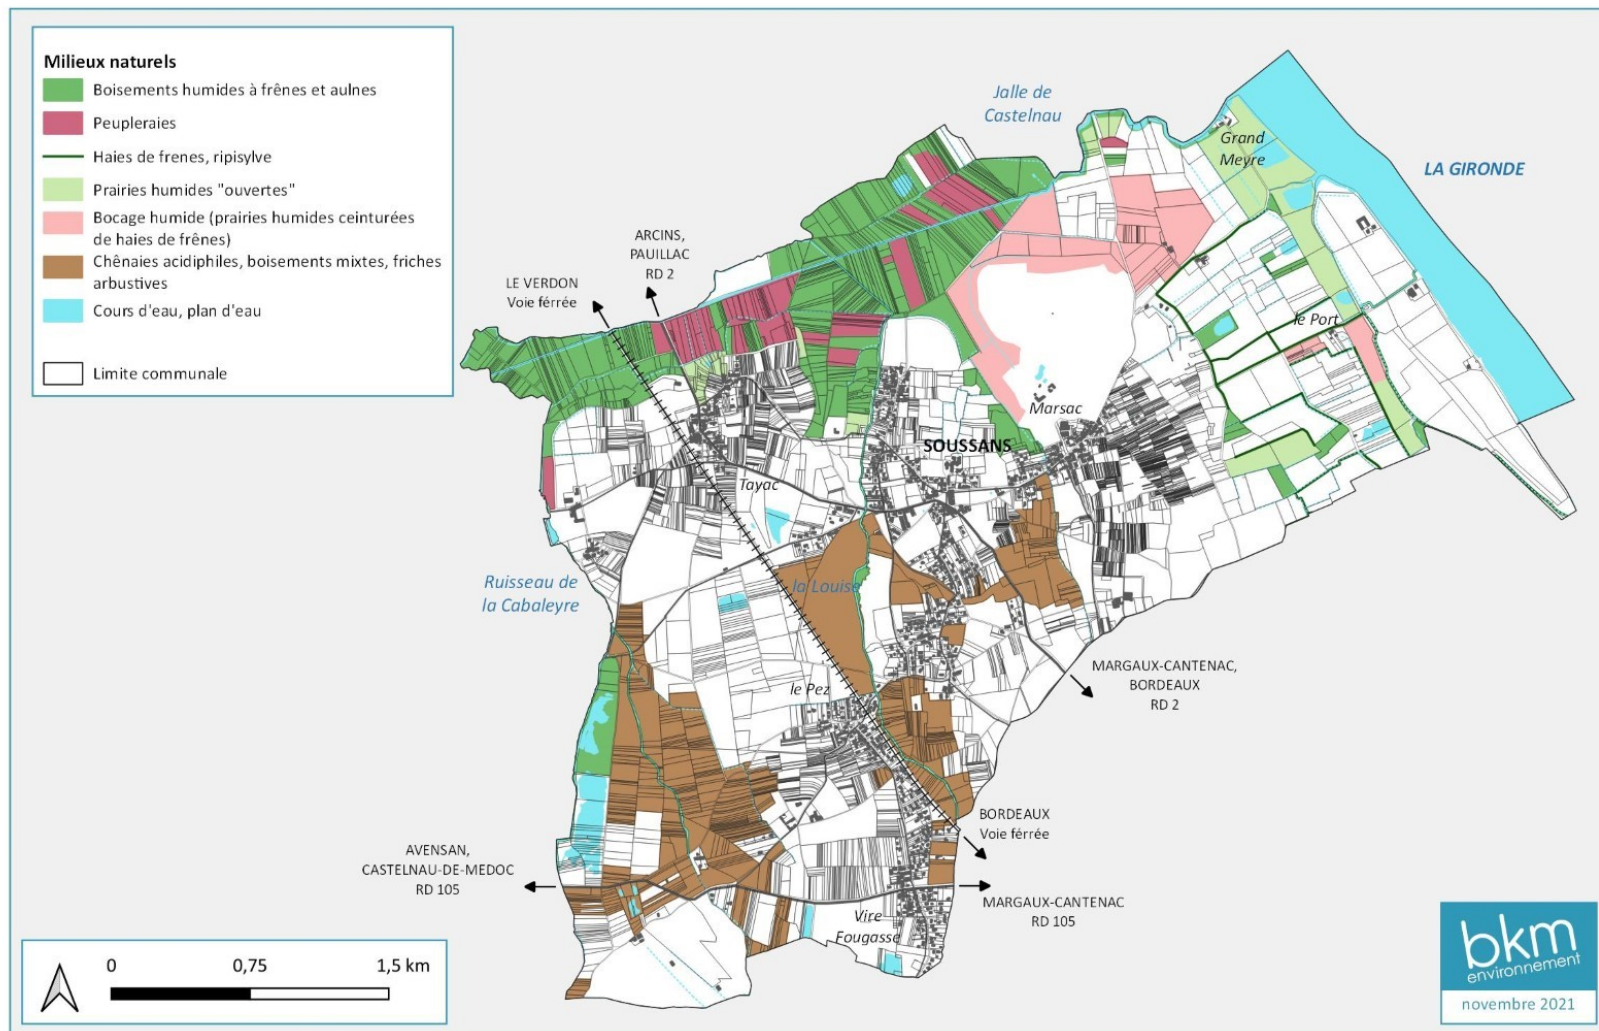 Milieux naturels
Boisements humides à frênes et aulnes
Peupleraies
Haies de frenes, ripisylve
Prairies humides "ouvertes"
Bocage humide (prairies humides ceinturées
de haies de frênes)
Chênaies acidiphiles, boisements mixtes, friches
arbustives
Cours d'eau, plan d'eau
Limite communale
Jalle de
Castelnau
Grand
Meyre
LA GIRONDE
ARCINS,
PAUILLAC
RD 2
LE VERDON
Voie férrée
le Port
Marsac
SOUSSANS
Tayac
Ruisseau de
la Cabaleyre
la Louise
MARGAUX-CANTENAC,
BORDEAUX
RD 2
le Pez
BORDEAUX
Voie férrée
AVENSAN,
CASTELNAU-DE-MEDOC
RD 105
MARGAUX-CANTENAC
RD 105
Vire
Fougasse
0 0,75 1,5 km
bkm
environnement
novembre 2021